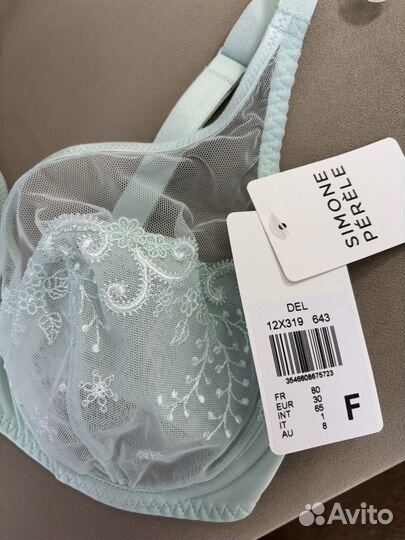 SIMONE
PÉRÈLE
DEL
12X319 643
3546608675723
FR 80
EUR 30
INT 65
IT 1
AU 8
F
Avito